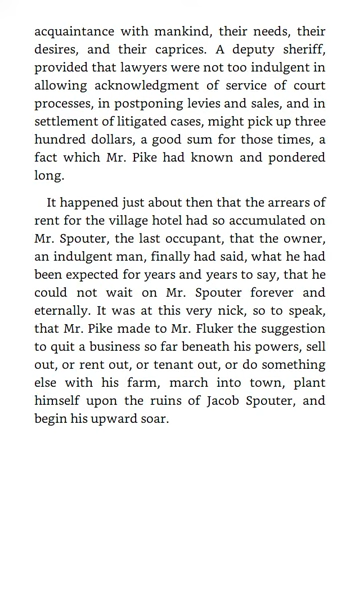 acquaintance with mankind, their needs, their
desires, and their caprices. A deputy sheriff,
provided that lawyers were not too indulgent in
allowing acknowledgment of service of court
processes, in postponing levies and sales, and in
settlement of litigated cases, might pick up three
hundred dollars, a good sum for those times, a
fact which Mr. Pike had known and pondered
long.
It happened just about then that the arrears of
rent for the village hotel had so accumulated on
Mr. Spouter, the last occupant, that the owner,
an indulgent man, finally had said, what he had
been expected for years and years to say, that he
could not wait on Mr. Spouter forever and
eternally. It was at this very nick, so to speak,
that Mr. Pike made to Mr. Fluker the suggestion
to quit a business so far beneath his powers, sell
out, or rent out, or tenant out, or do something
else with his farm, march into town, plant
himself upon the ruins of Jacob Spouter, and
begin his upward soar.